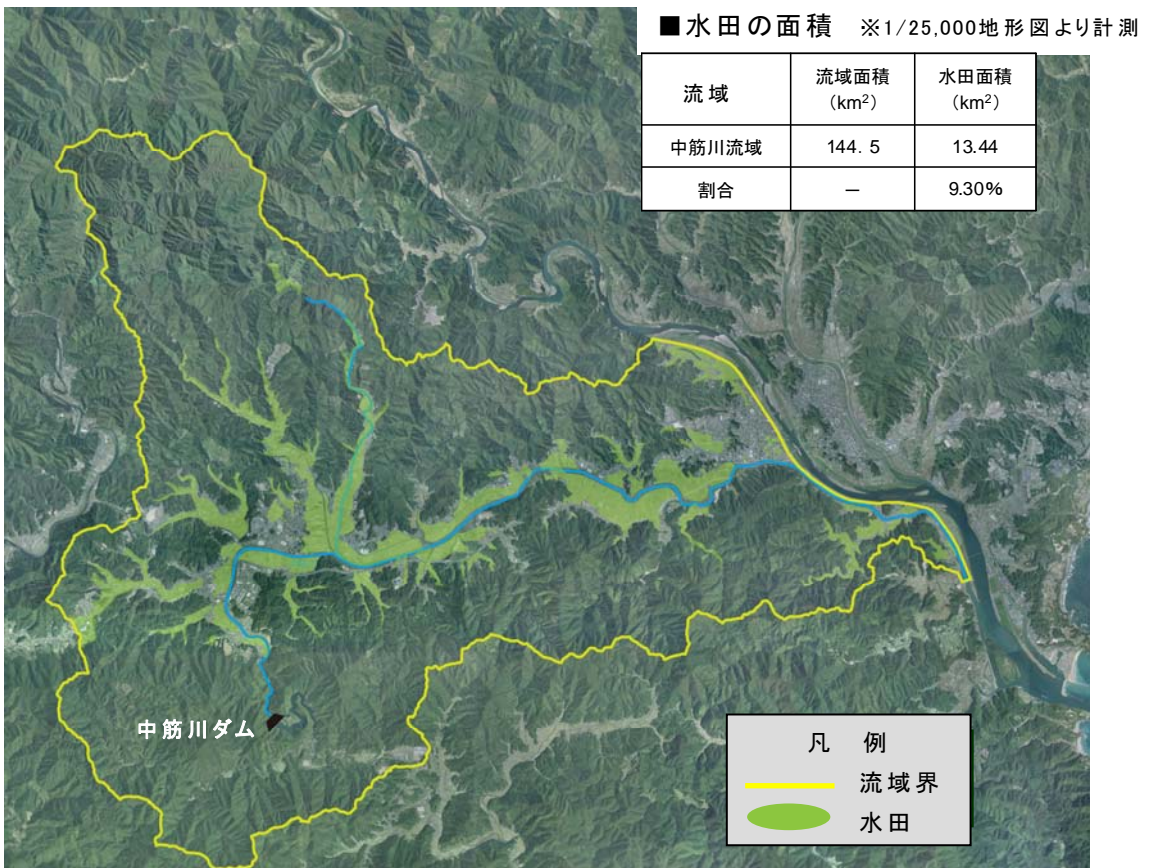 ■水田の面積 ※1/25,000地形図より計測
流域 流域面積（km²） 水田面積（km²）
中筋川流域 144.5 13.44
割合 － 9.30%
中筋川ダム
凡 例
流域界
水田